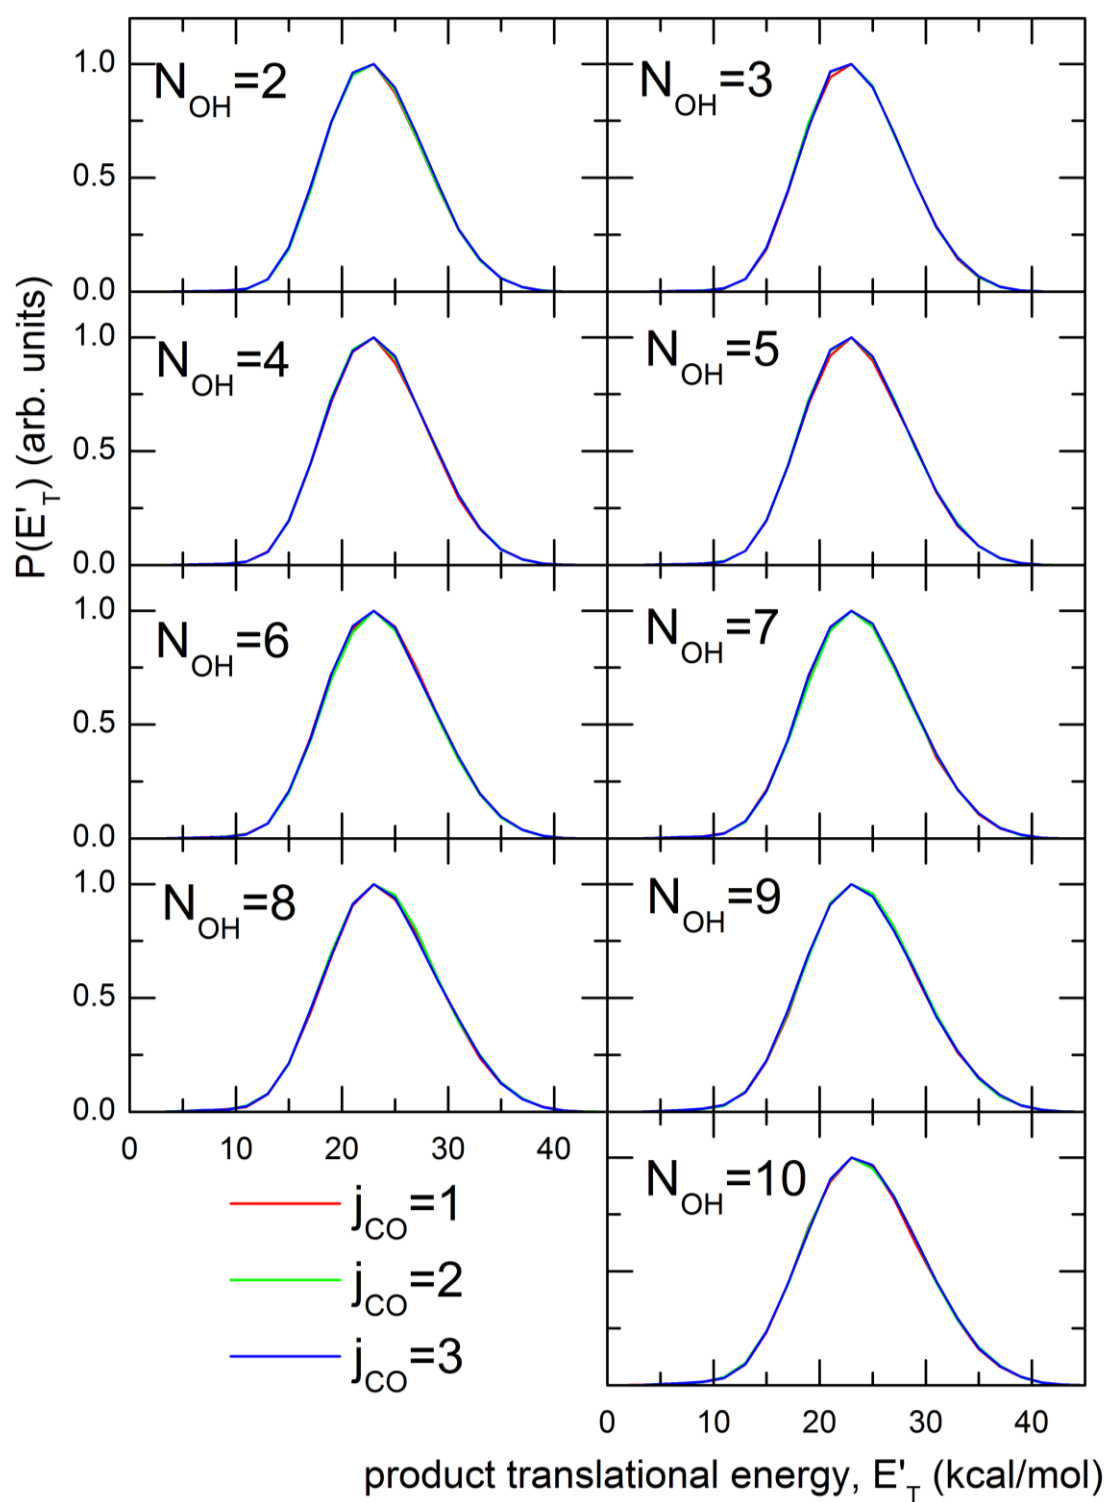 N_OH=2
N_OH=3
1.0
0.5
0.0
N_OH=4
N_OH=5
1.0
0.5
0.0
P(E'_T) (arb. units)
N_OH=6
N_OH=7
1.0
0.5
0.0
N_OH=8
N_OH=9
1.0
0.5
0.0
0 10 20 30 40
N_OH=10
j_CO=1
j_CO=2
j_CO=3
0 10 20 30 40
product translational energy, E'_T (kcal/mol)